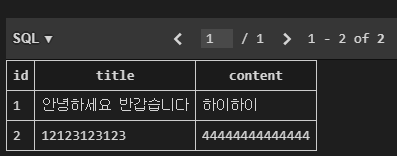 SQL ▼ < 1 / 1 > 1 - 2 of 2
id title content
1 안녕하세요 반갑습니다 하이하이
2 12123123123 44444444444444